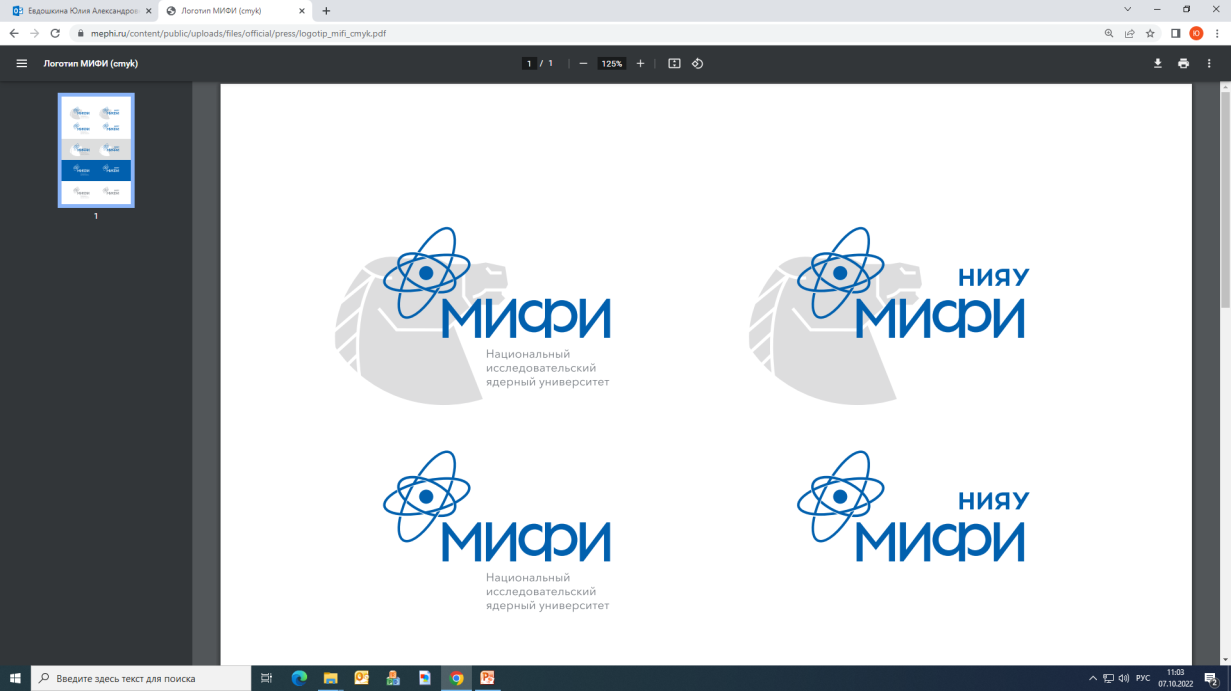 Евдошкина Юлия Александров
Логотип МИФИ (cmyk)
mephi.ru/content/public/uploads/files/official/press/logotip_mifi_cmyk.pdf
Ю
Логотип МИФИ (cmyk)
1 / 1
125%
1
МИФИ
Национальный
исследовательский
ядерный университет
НИЯУ
МИФИ
МИФИ
Национальный
исследовательский
ядерный университет
НИЯУ
МИФИ
Введите здесь текст для поиска
РУС
11:03
07.10.2022
2